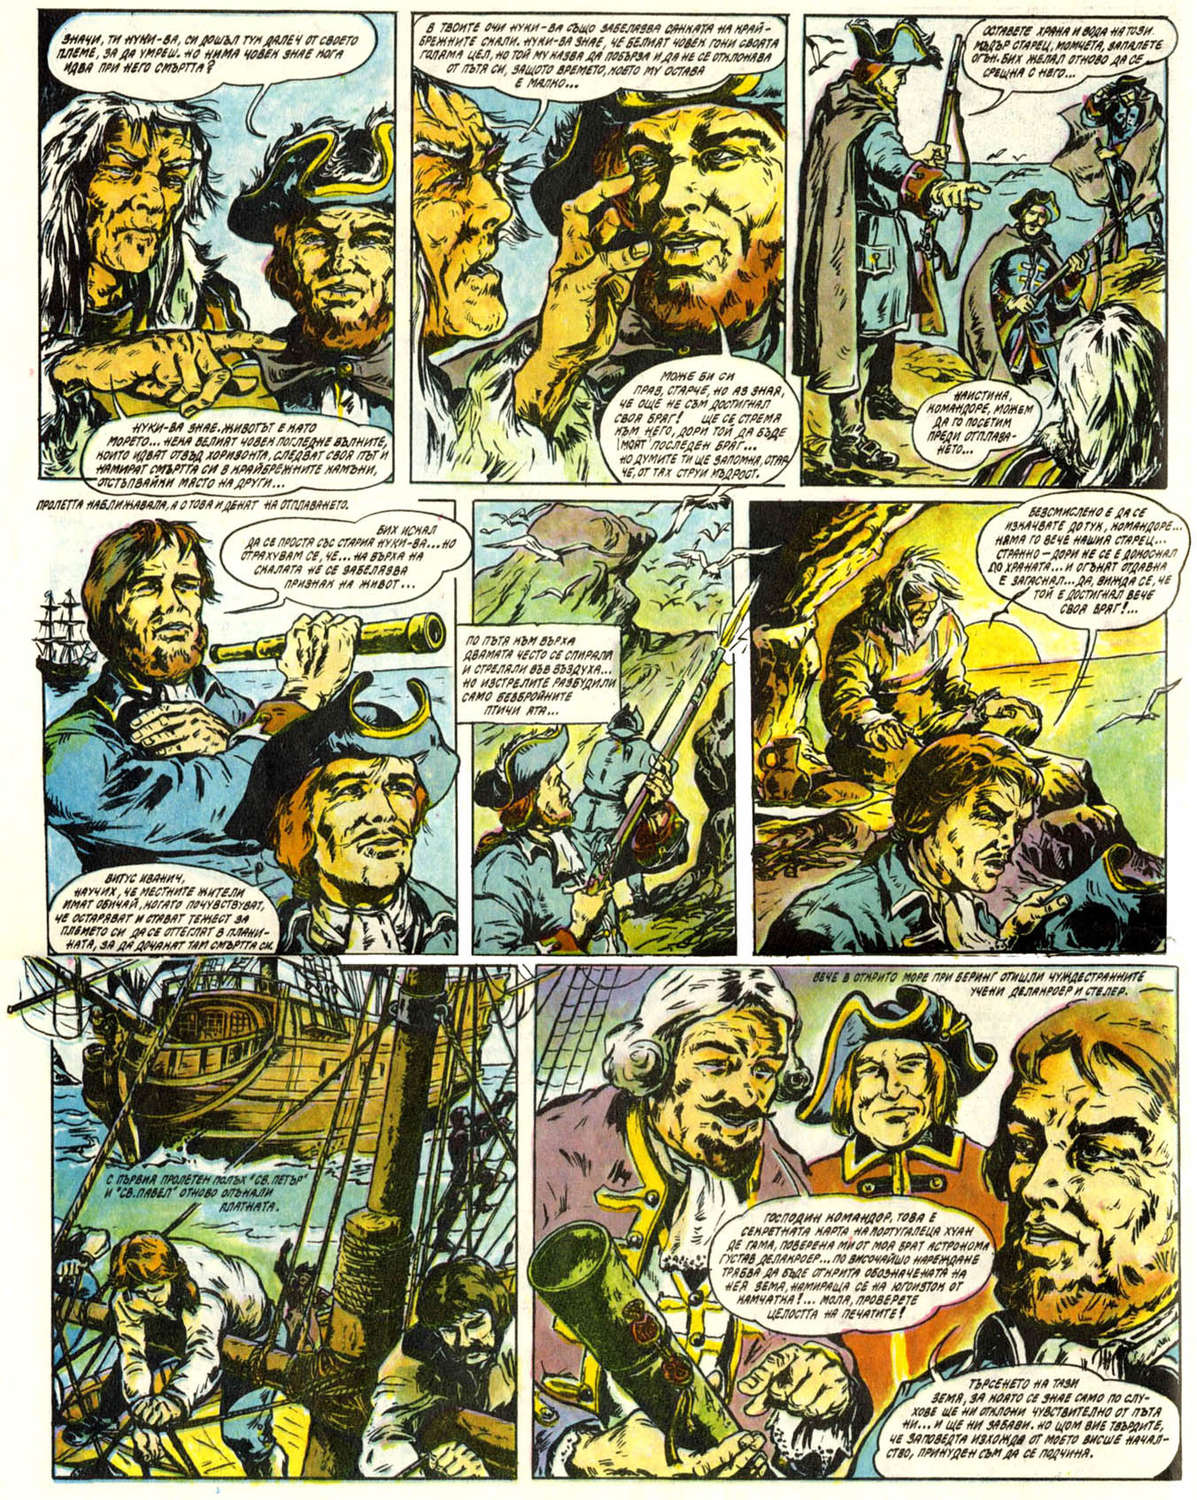 ЗНАЧИ, ТИ НУКИ-ВА, СИ ДОШЪЛ ТУК ДАЛЕЧ ОТ СВОЕТО
ПЛЕМЕ, ЗА ДА УМРЕШ. НО НИМА ЧОВЕК ЗНАЕ КОГА
ИДВА ПРИ НЕГО СМЪРТТА?
НУКИ-ВА ЗНАЕ. ЖИВОТЪТ Е КАТО
МОРЕТО... НЕКА БЕЛИЯТ ЧОВЕК ПОГЛЕДНЕ ВЪЛНИТЕ,
КОИТО ИДВАТ ОТВЪД ХОРИЗОНТА, СЛЕДВАТ СВОЯ ПЪТ И
НАМИРАТ СМЪРТТА СИ В КРАЙБРЕЖНИТЕ КАМЪНИ,
ОТСТЪПВАЙКИ МЯСТО НА ДРУГИ...
В ТВОИТЕ ОЧИ НУКИ-ВА СЪЩО ЗАБЕЛЯЗВА СЯНКАТА НА КРАЙ-
БРЕЖНИТЕ СКАЛИ. НУКИ-ВА ЗНАЕ, ЧЕ БЕЛИЯТ ЧОВЕК ГОНИ СВОЯТА
ГОЛЯМА ЦЕЛ, НО ТОЙ МУ КАЗВА ДА ПОБЪРЗА И ДА НЕ СЕ ОТКЛОНЯВА
ОТ ПЪТЯ СИ, ЗАЩОТО ВРЕМЕТО, КОЕТО МУ ОСТАВА
Е МАЛКО...
МОЖЕ БИ СИ
ПРАВ, СТАРЧЕ, НО АЗ ЗНАЯ,
ЧЕ ОЩЕ НЕ СЪМ ДОСТИГНАЛ
СВОЯ БРЯГ! ЩЕ СЕ СТРЕМЯ
КЪМ НЕГО, ДОРИ ТОЙ ДА БЪДЕ
МОЯТ ПОСЛЕДЕН БРЯГ...
НО ДУМИТЕ ТИ ЩЕ ЗАПОМНЯ, СТАР-
ЧЕ, ОТ ТЯХ СТРУИ МЪДРОСТ.
ОСТАВЕТЕ ХРАНА И ВОДА НА ТОЗИ
МЪДЪР СТАРЕЦ, МОМЧЕТА, ЗАПАЛЕТЕ
ОГЪН. БИХ ЖЕЛАЛ ОТНОВО ДА СЕ
СРЕЩНА С НЕГО...
НАИСТИНА,
КОМАНДОРЕ, МОЖЕМ
ДА ГО ПОСЕТИМ
ПРЕДИ ОТПЛАВА-
НЕТО...
ПРОЛЕТТА НАБЛИЖАВАЛА, А С ТОВА И ДЕНЯТ НА ОТПЛАВАНЕТО.
БИХ ИСКАЛ
ДА СЕ ПРОСТЯ СЪС СТАРИЯ НУКИ-ВА... НО
СТРАХУВАМ СЕ, ЧЕ... НА ВЪРХА НА
СКАЛАТА НЕ СЕ ЗАБЕЛЯЗВА
ПРИЗНАК НА ЖИВОТ...
ВИТУС ИВАНИЧ,
НАУЧИХ, ЧЕ МЕСТНИТЕ ЖИТЕЛИ
ИМАТ ОБИЧАЙ, КОГАТО ПОЧУВСТВУВАТ,
ЧЕ ОСТАРЯВАТ И СТАВАТ ТЕЖЕСТ ЗА
ПЛЕМЕТО СИ ДА СЕ ОТТЕГЛЯТ В ПЛАНИ-
НАТА, ЗА ДА ДОЧАКАТ ТАМ СМЪРТТА СИ.
ПО ПЪТЯ КЪМ ВЪРХА
ДВАМАТА ЧЕСТО СЕ СПИРАЛИ
И СТРЕЛЯЛИ ВЪВ ВЪЗДУХА...
НО ИЗСТРЕЛИТЕ РАЗБУДИЛИ
САМО БЕЗБРОЙНИТЕ
ПТИЧИ ЯТА...
БЕЗСМИСЛЕНО Е ДА СЕ
ИЗКАЧВАТЕ ДОТУК, КОМАНДОРЕ...
НЯМА ГО ВЕЧЕ НАШИЯ СТАРЕЦ...
СТРАННО – ДОРИ НЕ СЕ Е ДОКОСНАЛ
ДО ХРАНАТА... И ОГЪНЯТ ОТДАВНА
Е ЗАГАСНАЛ... ДА, ВИЖДА СЕ, ЧЕ
ТОЙ Е ДОСТИГНАЛ ВЕЧЕ
СВОЯ БРЯГ!...
С ПЪРВИЯ ПРОЛЕТЕН ПОЛЪХ "СВ. ПЕТЪР"
И "СВ. ПАВЕЛ" ОТНОВО ОПЪНАЛИ
ПЛАТНАТА.
ВЕЧЕ В ОТКРИТО МОРЕ ПРИ БЕРИНГ ОТИШЛИ ЧУЖДЕСТРАННИТЕ
УЧЕНИ ДЕЛАКРОЕР И СТЕЛЕР.
ГОСПОДИН КОМАНДОР, ТОВА Е
СЕКРЕТНАТА КАРТА НА ПОРТУГАЛЕЦА ХУАН
ДЕ ГАМА, ПОВЕРЕНА МИ ОТ МОЯ БРАТ АСТРОНОМА
ГУСТАВ ДЕЛАКРОЕР... ПО ВИСОЧАЙШО НАРЕЖДАНЕ
ТРЯБВА ДА БЪДЕ ОТКРИТА ОБОЗНАЧЕНАТА НА
НЕЯ ЗЕМЯ, НАМИРАЩА СЕ НА ЮГОИЗТОК ОТ
КАМЧАТКА!... МОЛЯ, ПРОВЕРЕТЕ
ЦЕЛОСТТА НА ПЕЧАТИТЕ!
ТЪРСЕНЕТО НА ТАЗИ
ЗЕМЯ, ЗА КОЯТО СЕ ЗНАЕ САМО ПО СЛУ-
ХОВЕ ЩЕ НИ ОТКЛОНИ ЧУВСТВИТЕЛНО ОТ ПЪТЯ
НИ... И ЩЕ НИ ЗАБАВИ. НО ЩОМ ВИЕ ТВЪРДИТЕ,
ЧЕ ЗАПОВЕДТА ИЗХОЖДА ОТ МОЕТО ВИСШЕ НАЧАЛ-
СТВО, ПРИНУДЕН СЪМ ДА СЕ ПОДЧИНЯ.